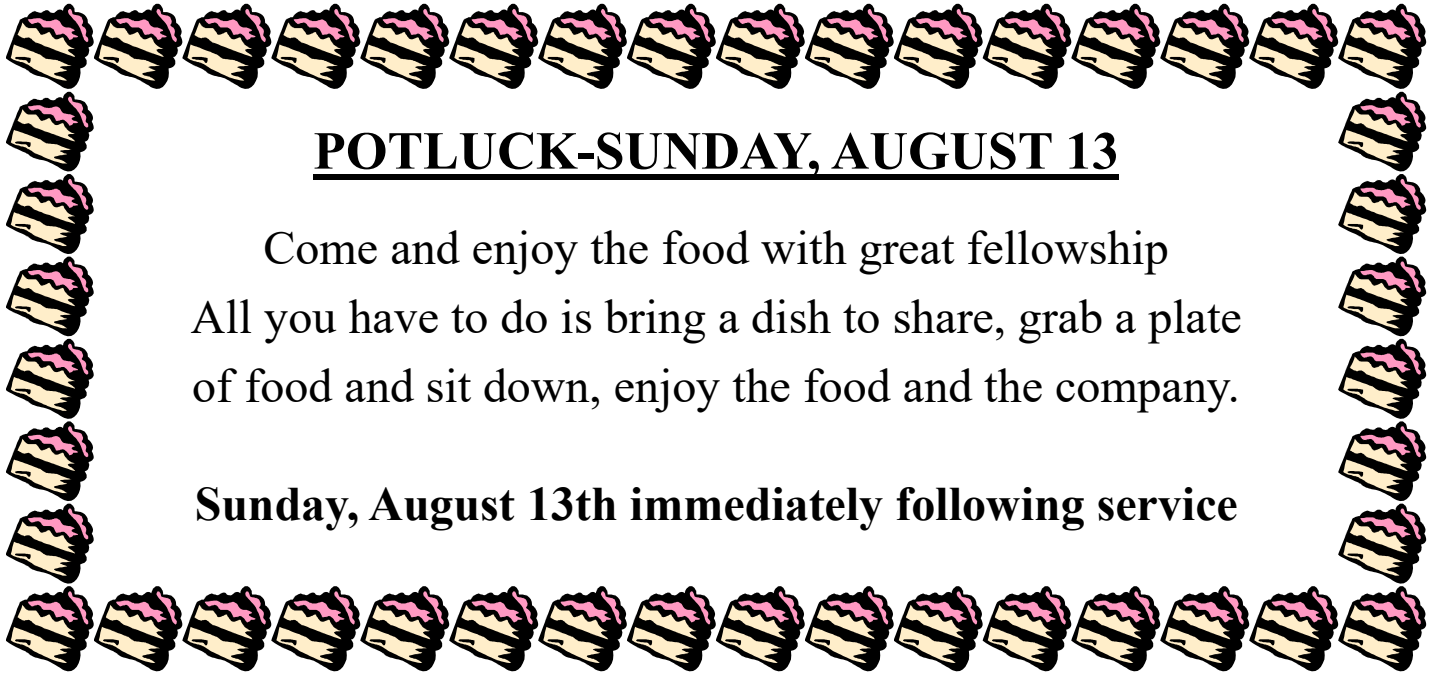 POTLUCK-SUNDAY, AUGUST 13
Come and enjoy the food with great fellowship
All you have to do is bring a dish to share, grab a plate
of food and sit down, enjoy the food and the company.
Sunday, August 13th immediately following service